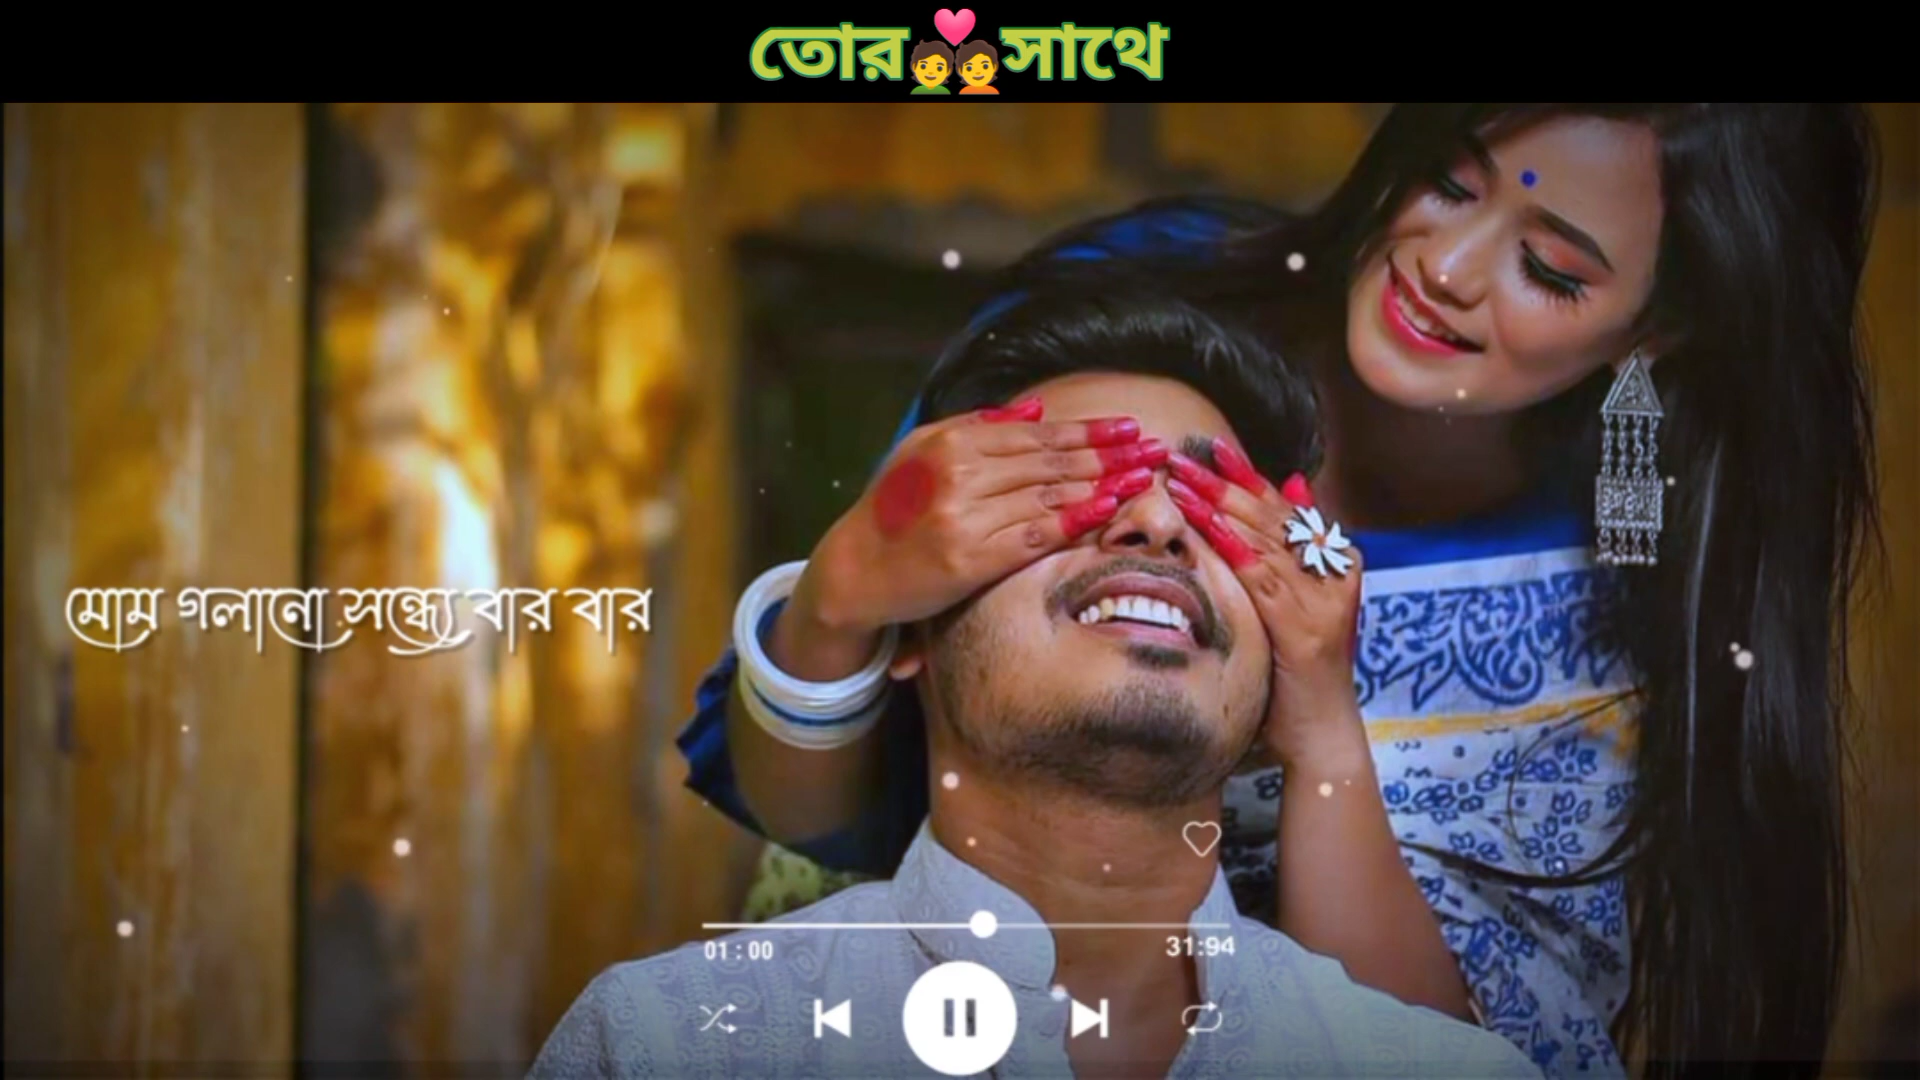 তোর💑সাথে
মোম গলানো সন্ধ্যে বার বার
01:00
31:94